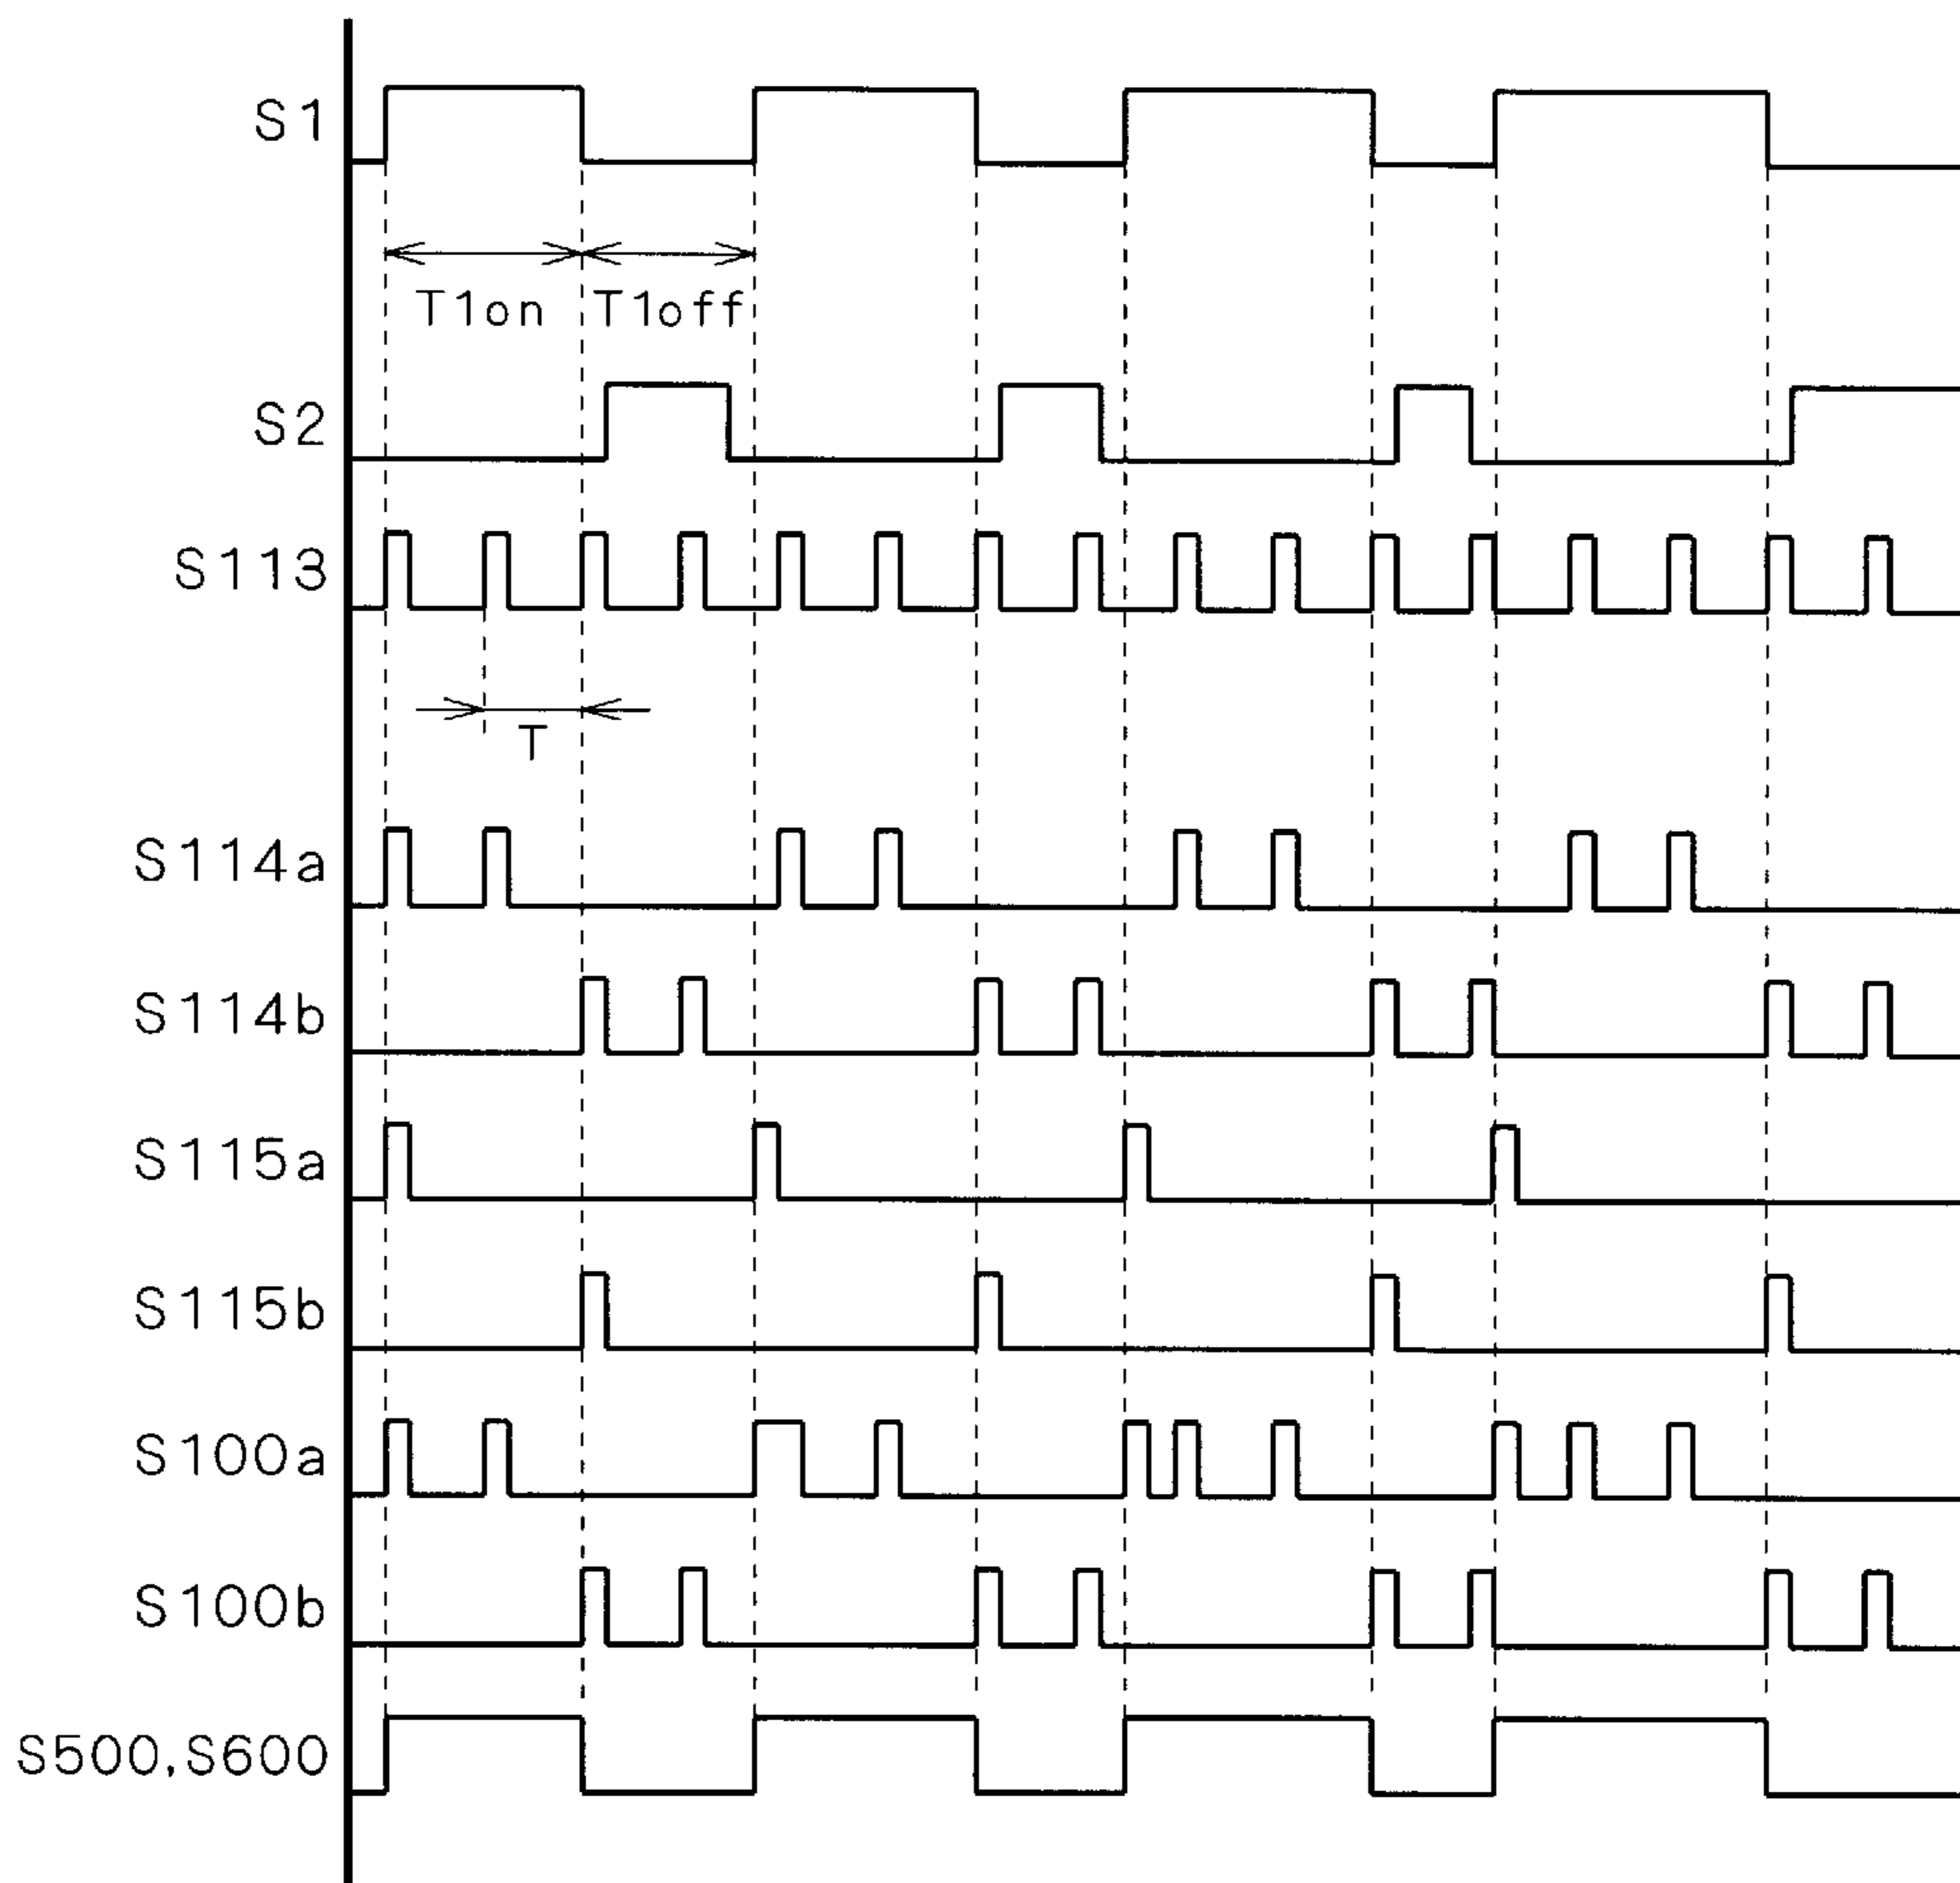 S1
T1on T1off
S2
S113
T
S114a
S114b
S115a
S115b
S100a
S100b
S500,S600